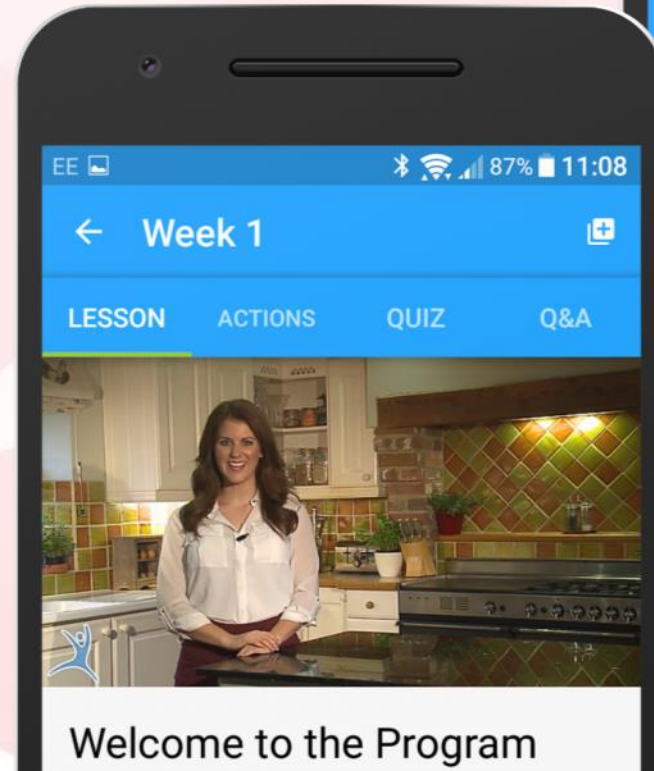 EE 87% 11:08
Week 1
LESSON ACTIONS QUIZ Q&A
Welcome to the Program